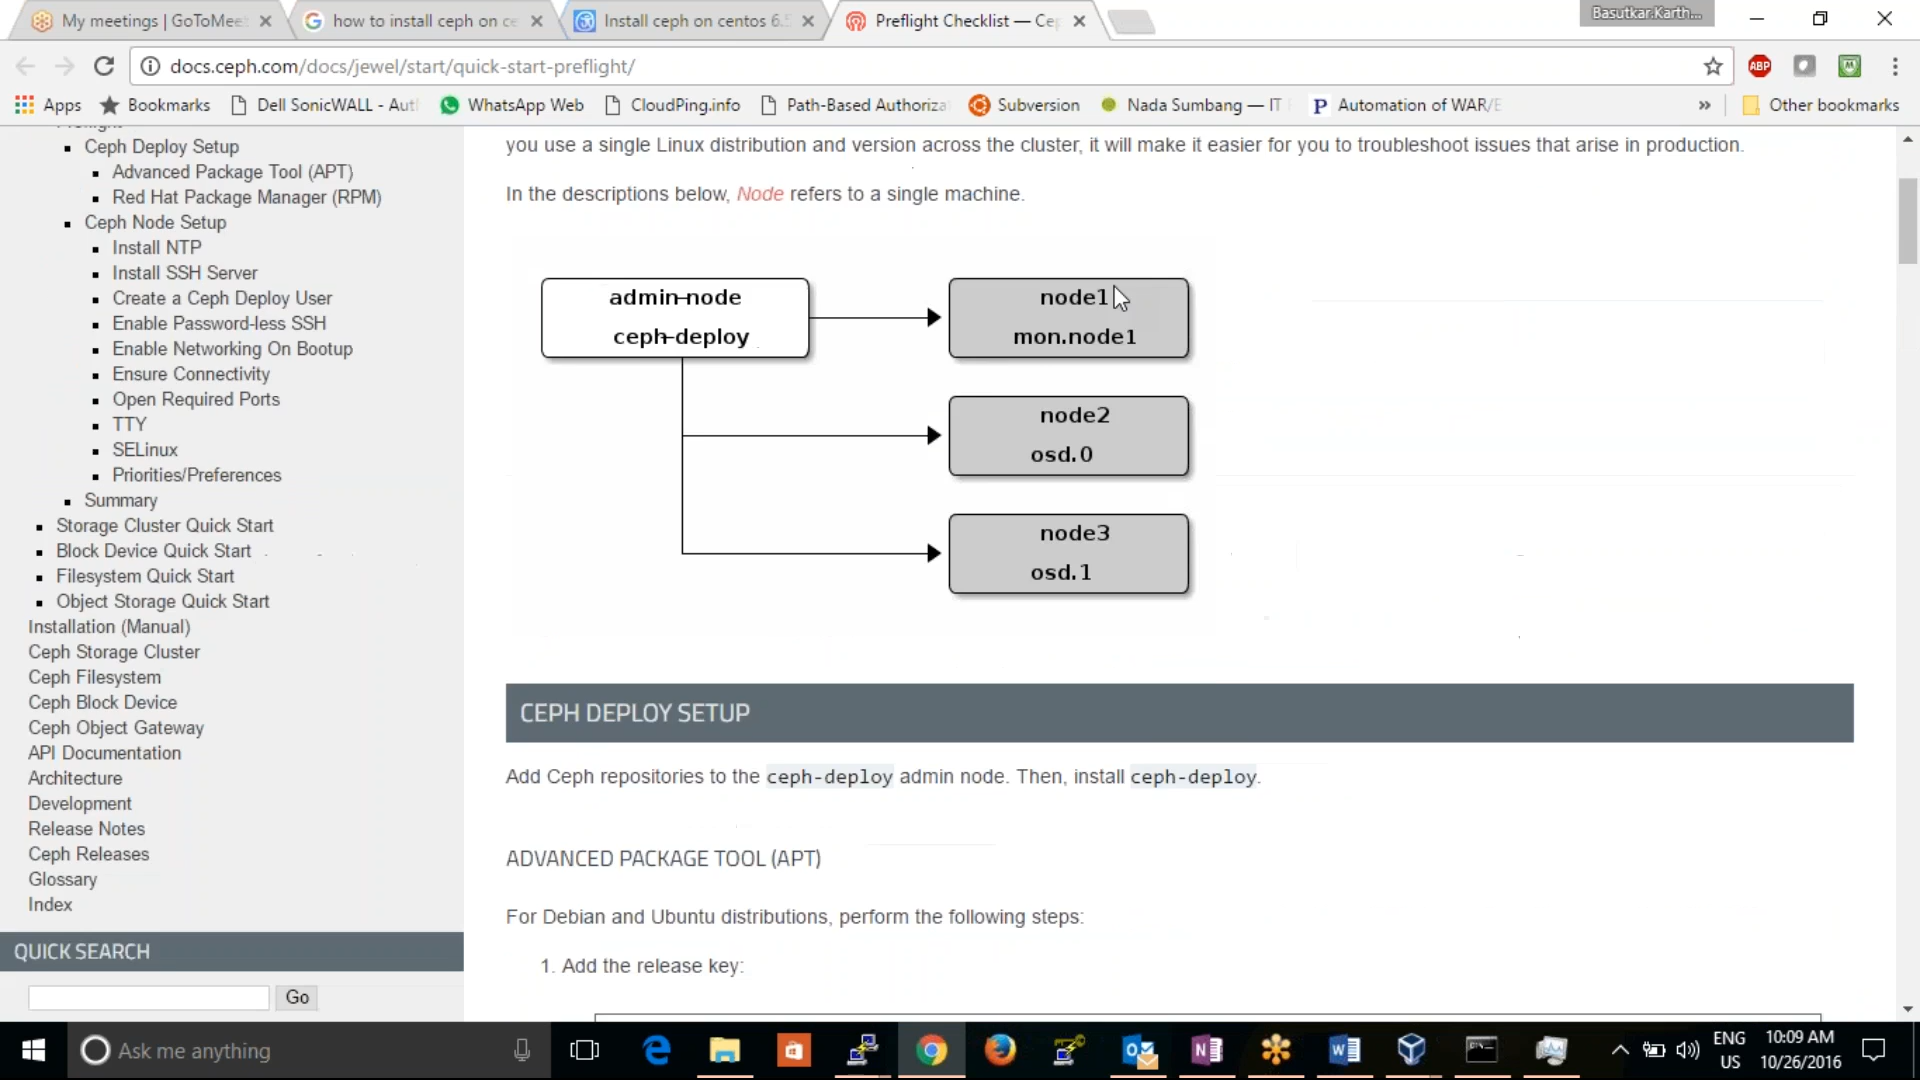 My meetings | GoToMee
how to install ceph on ce
Install ceph on centos 6.5
Preflight Checklist — Cep
Basutkar.Karth...
docs.ceph.com/docs/jewel/start/quick-start-preflight/
ABP
Apps
Bookmarks
Dell SonicWALL - Aut
WhatsApp Web
CloudPing.info
Path-Based Authoriza
Subversion
Nada Sumbang — IT
Automation of WAR/E
»
Other bookmarks
Ceph Deploy Setup
Advanced Package Tool (APT)
Red Hat Package Manager (RPM)
Ceph Node Setup
Install NTP
Install SSH Server
Create a Ceph Deploy User
Enable Password-less SSH
Enable Networking On Bootup
Ensure Connectivity
Open Required Ports
TTY
SELinux
Priorities/Preferences
Summary
Storage Cluster Quick Start
Block Device Quick Start
Filesystem Quick Start
Object Storage Quick Start
Installation (Manual)
Ceph Storage Cluster
Ceph Filesystem
Ceph Block Device
Ceph Object Gateway
API Documentation
Architecture
Development
Release Notes
Ceph Releases
Glossary
Index
QUICK SEARCH
Go
you use a single Linux distribution and version across the cluster, it will make it easier for you to troubleshoot issues that arise in production.
In the descriptions below, Node refers to a single machine.
admin-node
ceph-deploy
node1
mon.node1
node2
osd.0
node3
osd.1
CEPH DEPLOY SETUP
Add Ceph repositories to the ceph-deploy admin node. Then, install ceph-deploy.
ADVANCED PACKAGE TOOL (APT)
For Debian and Ubuntu distributions, perform the following steps:
1. Add the release key:
Ask me anything
ENG
US
10:09 AM
10/26/2016